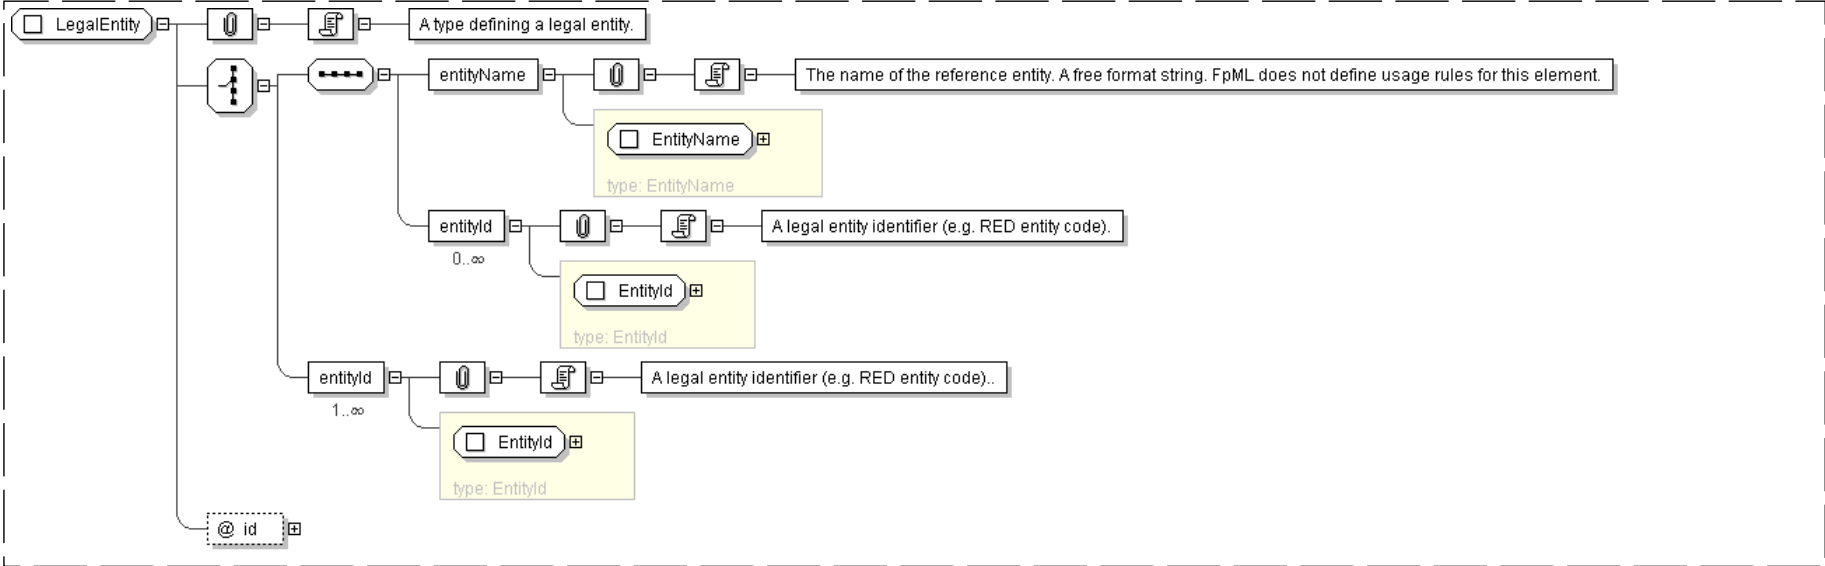 LegalEntity
A type defining a legal entity.
entityName
The name of the reference entity. A free format string. FpML does not define usage rules for this element.
EntityName
type: EntityName
entityId
A legal entity identifier (e.g. RED entity code).
0..∞
EntityId
type: EntityId
entityId
A legal entity identifier (e.g. RED entity code)..
1..∞
EntityId
type: EntityId
@ id